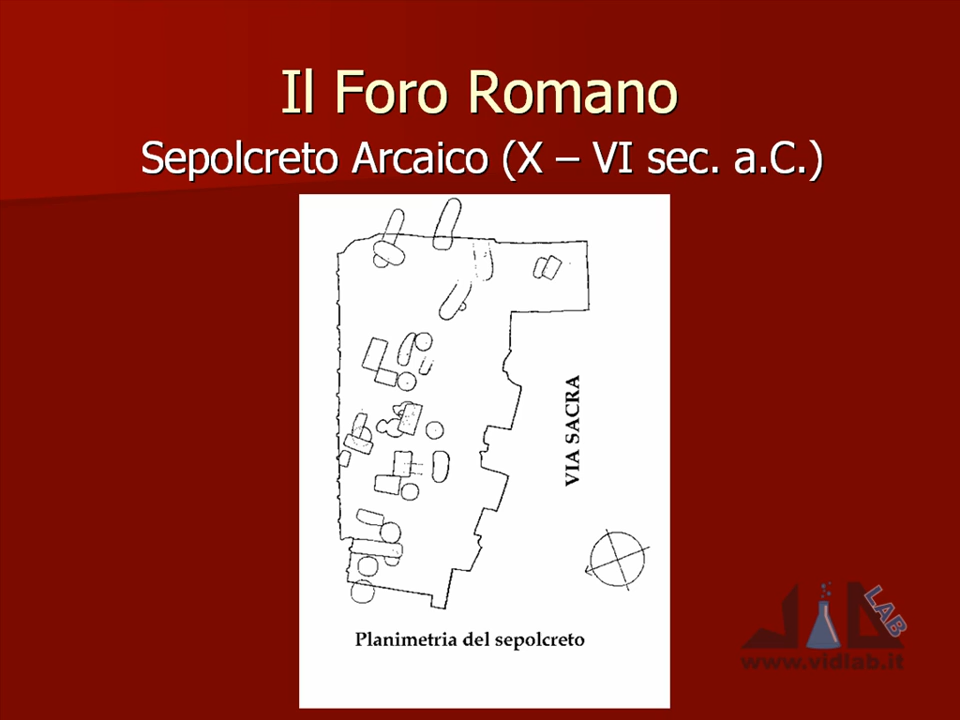 Il Foro Romano
Sepolcreto Arcaico (X – VI sec. a.C.)
VIA SACRA
Planimetria del sepolcreto
LAB
www.vidlab.it